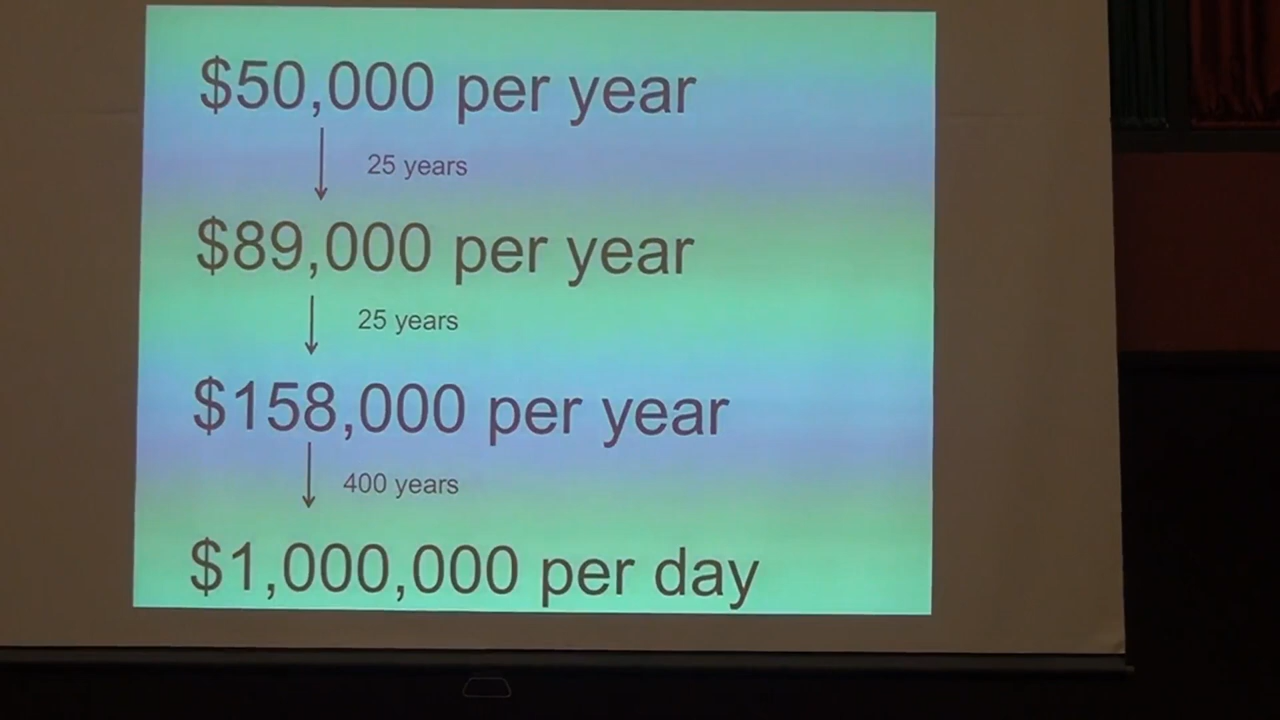 $50,000 per year
25 years
$89,000 per year
25 years
$158,000 per year
400 years
$1,000,000 per day